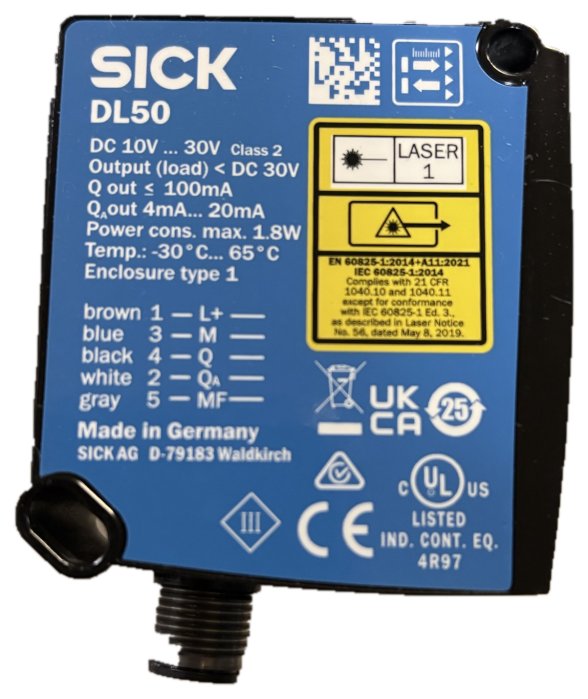 SICK
DL50
DC 10V ... 30V Class 2
Output (load) < DC 30V
Q out ≤ 100mA
QAout 4mA... 20mA
Power cons. max. 1.8W
Temp.: -30°C... 65°C
Enclosure type 1
brown 1 — L+ —
blue 3 — M —
black 4 — Q —
white 2 — QA —
gray 5 — MF —
Made in Germany
SICK AG D-79183 Waldkirch
LASER
1
EN 60825-1:2014+A11:2021
IEC 60825-1:2014
Complies with 21 CFR
1040.10 and 1040.11
except for conformance
with IEC 60825-1 Ed. 3.,
as described in Laser Notice
No. 56, dated May 8, 2019.
UK
CA
25
III
CE
C UL US
LISTED
IND. CONT. EQ.
4R97